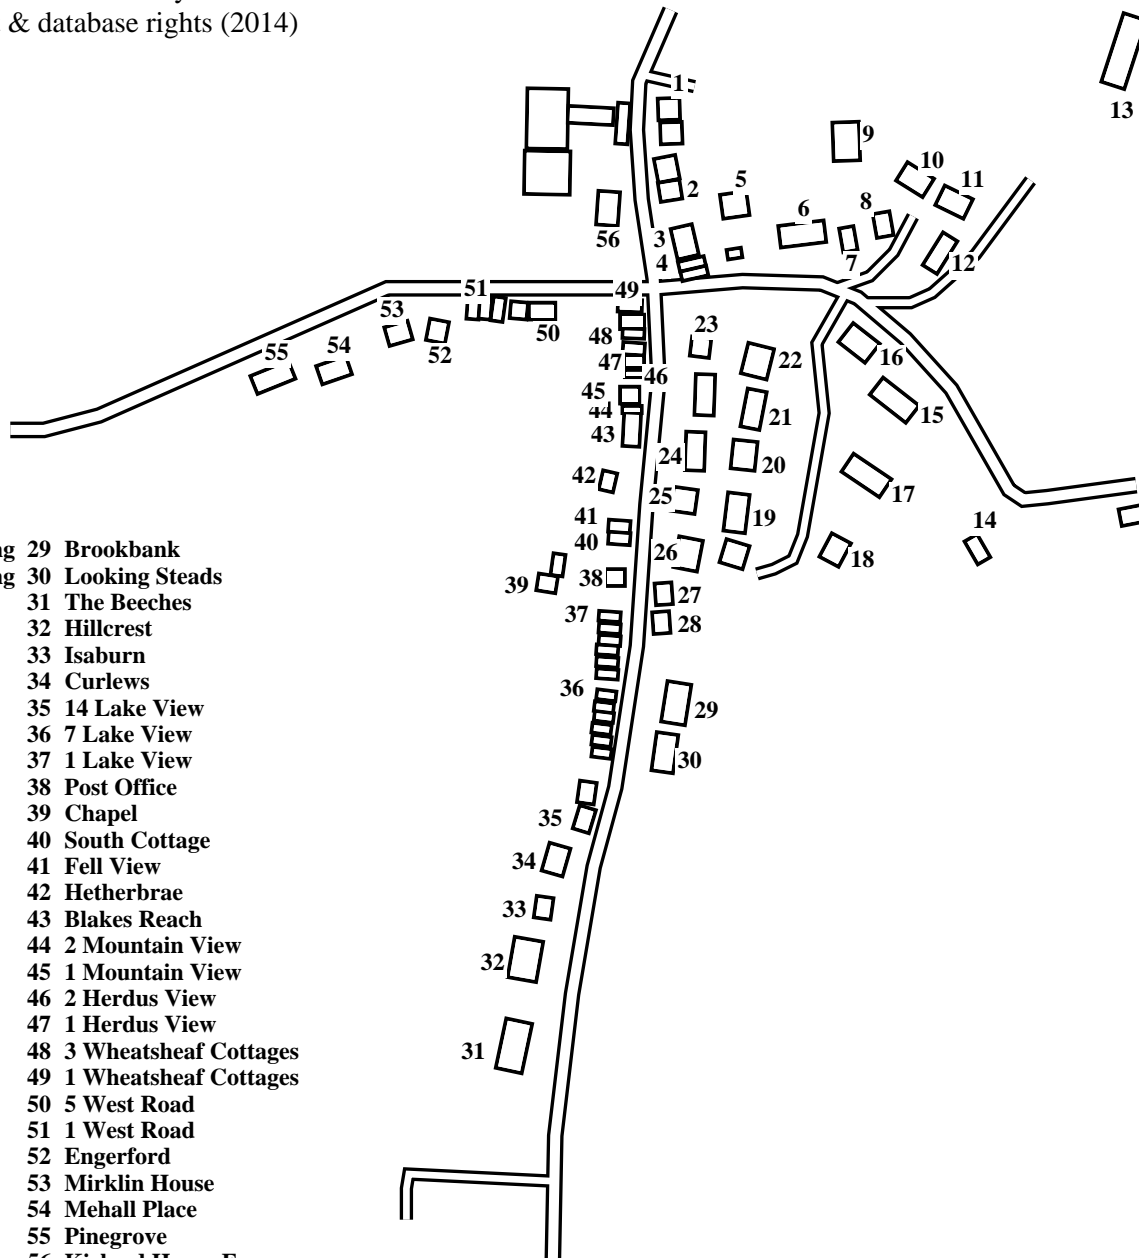 & database rights (2014)
1
13
9
10
11
5
2
6
8
56
3
4
7
12
51
49
53
50
48
23
52
54
55
47
46
22
16
45
44
21
15
43
24
20
42
25
17
41
19
14
40
26
18
39
38
27
37
28
36
29
30
35
34
33
32
31
29 Brookbank
30 Looking Steads
31 The Beeches
32 Hillcrest
33 Isaburn
34 Curlews
35 14 Lake View
36 7 Lake View
37 1 Lake View
38 Post Office
39 Chapel
40 South Cottage
41 Fell View
42 Hetherbrae
43 Blakes Reach
44 2 Mountain View
45 1 Mountain View
46 2 Herdus View
47 1 Herdus View
48 3 Wheatsheaf Cottages
49 1 Wheatsheaf Cottages
50 5 West Road
51 1 West Road
52 Engerford
53 Mirklin House
54 Mehall Place
55 Pinegrove